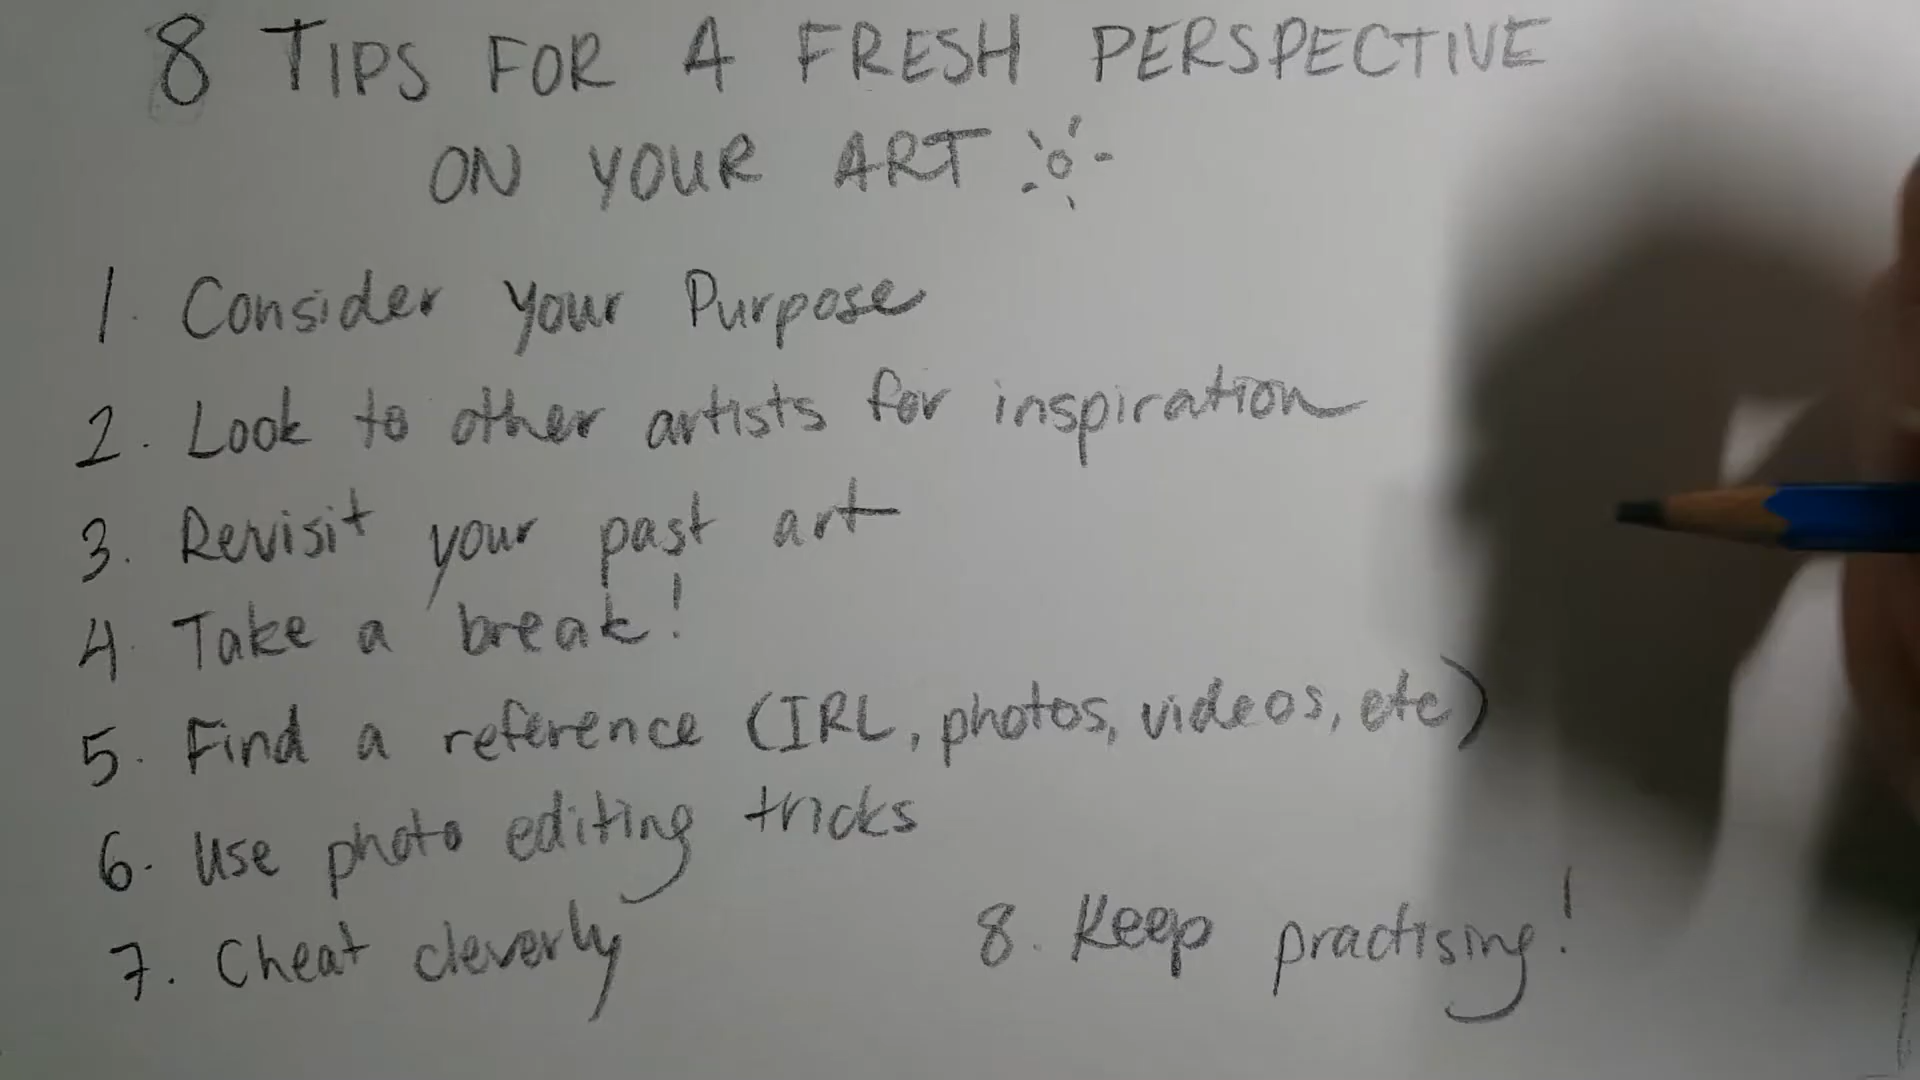 8 TIPS FOR A FRESH PERSPECTIVE
ON YOUR ART
1. Consider your Purpose
2. Look to other artists for inspiration
3. Revisit your past art
4. Take a break!
5. Find a reference (IRL, photos, videos, etc)
6. Use photo editing tricks
7. Cheat cleverly
8. Keep practising!